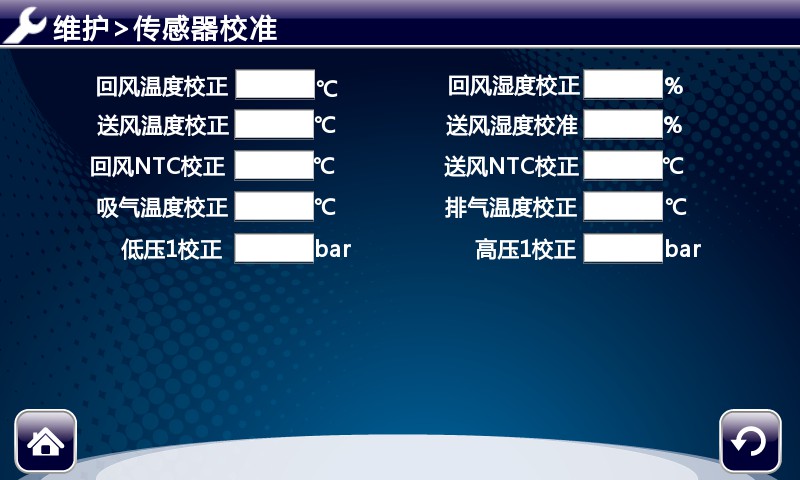 维护>传感器校准
回风温度校正 ℃ 回风湿度校正 %
送风温度校正 ℃ 送风湿度校准 %
回风NTC校正 ℃ 送风NTC校正 ℃
吸气温度校正 ℃ 排气温度校正 ℃
低压1校正 bar 高压1校正 bar